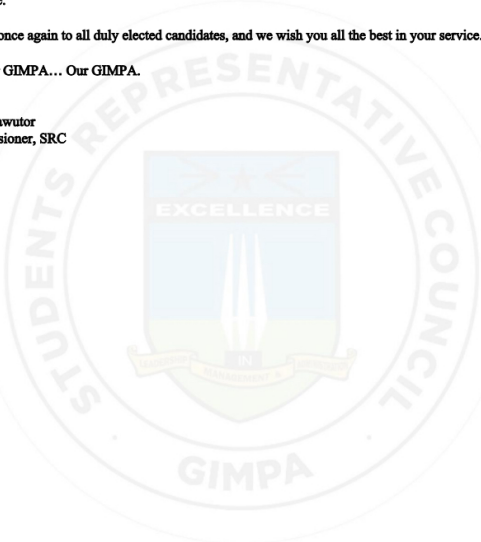 e.
once again to all duly elected candidates, and we wish you all the best in your service.
GIMPA… Our GIMPA.
awutor
sioner, SRC
STUDENTS REPRESENTATIVE COUNCIL
EXCELLENCE
IN
GIMPA